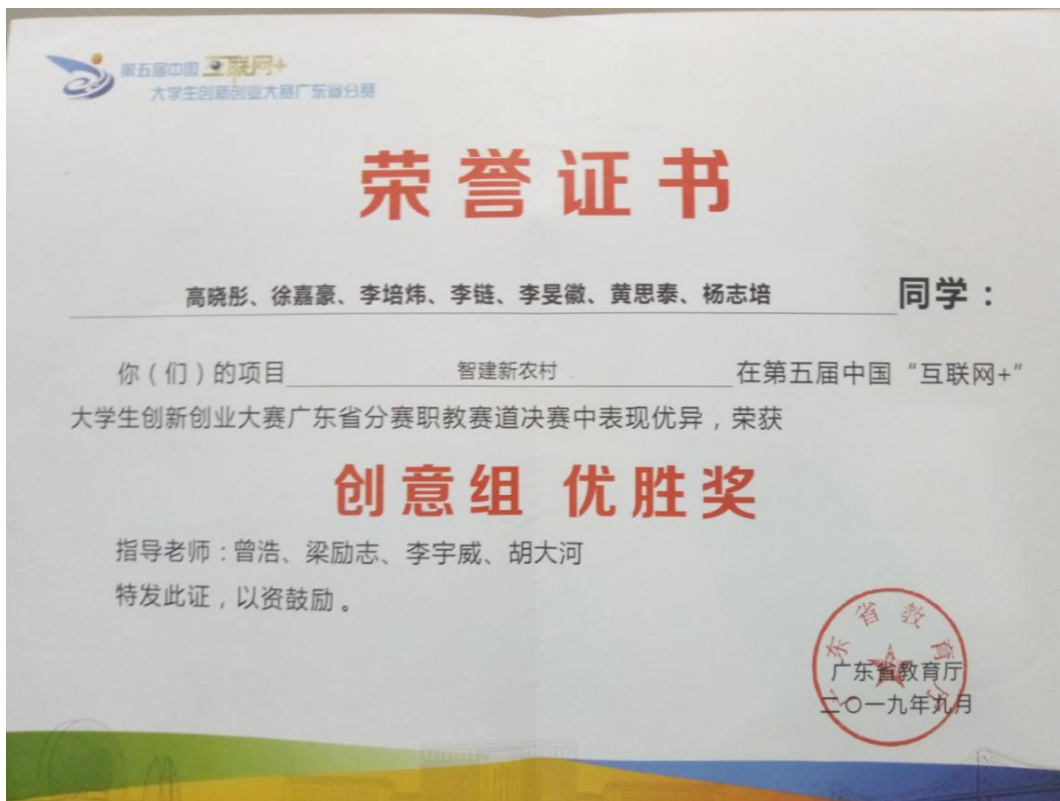 第五届中国互联网+
大学生创新创业大赛广东省分赛
荣誉证书
高晓彤、徐嘉豪、李培炜、李链、李旻徽、黄思泰、杨志培 同学：
你（们）的项目 智建新农村 在第五届中国“互联网+”
大学生创新创业大赛广东省分赛职教赛道决赛中表现优异，荣获
创意组 优胜奖
指导老师：曾浩、梁励志、李宇威、胡大河
特发此证，以资鼓励。
广东省教育厅
广东省教育厅
二〇一九年九月